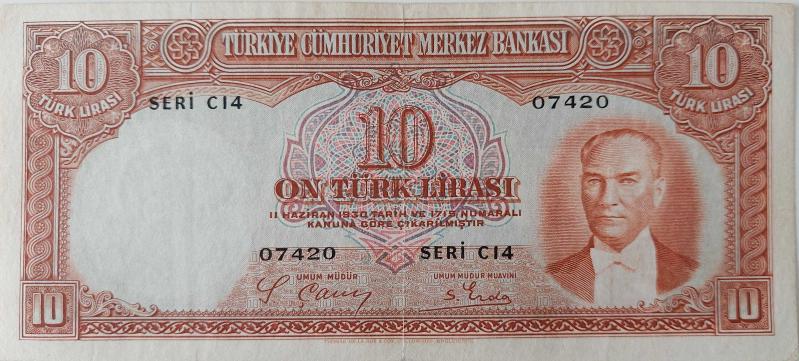 TÜRKİYE CÜMHURİYET MERKEZ BANKASI
10
TÜRK LİRASI
10
TÜRK LİRASI
SERİ C14
07420
10
ON TÜRK LİRASI
11 HAZİRAN 1930 TARİH VE 1715 NUMARALI
KANUNA GÖRE ÇIKARILMIŞTIR
07420
SERİ C14
UMUM MÜDÜR
UMUM MÜDÜR MUAVİNİ
10
10